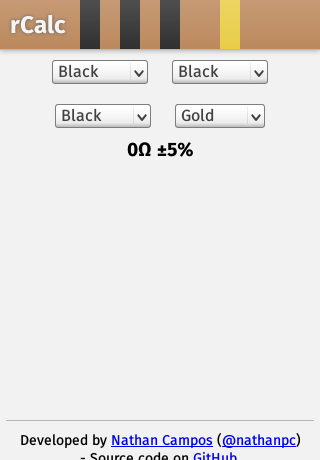 rCalc
Black Black
Black Gold
0Ω ±5%
Developed by Nathan Campos (@nathanpc)
- Source code on GitHub